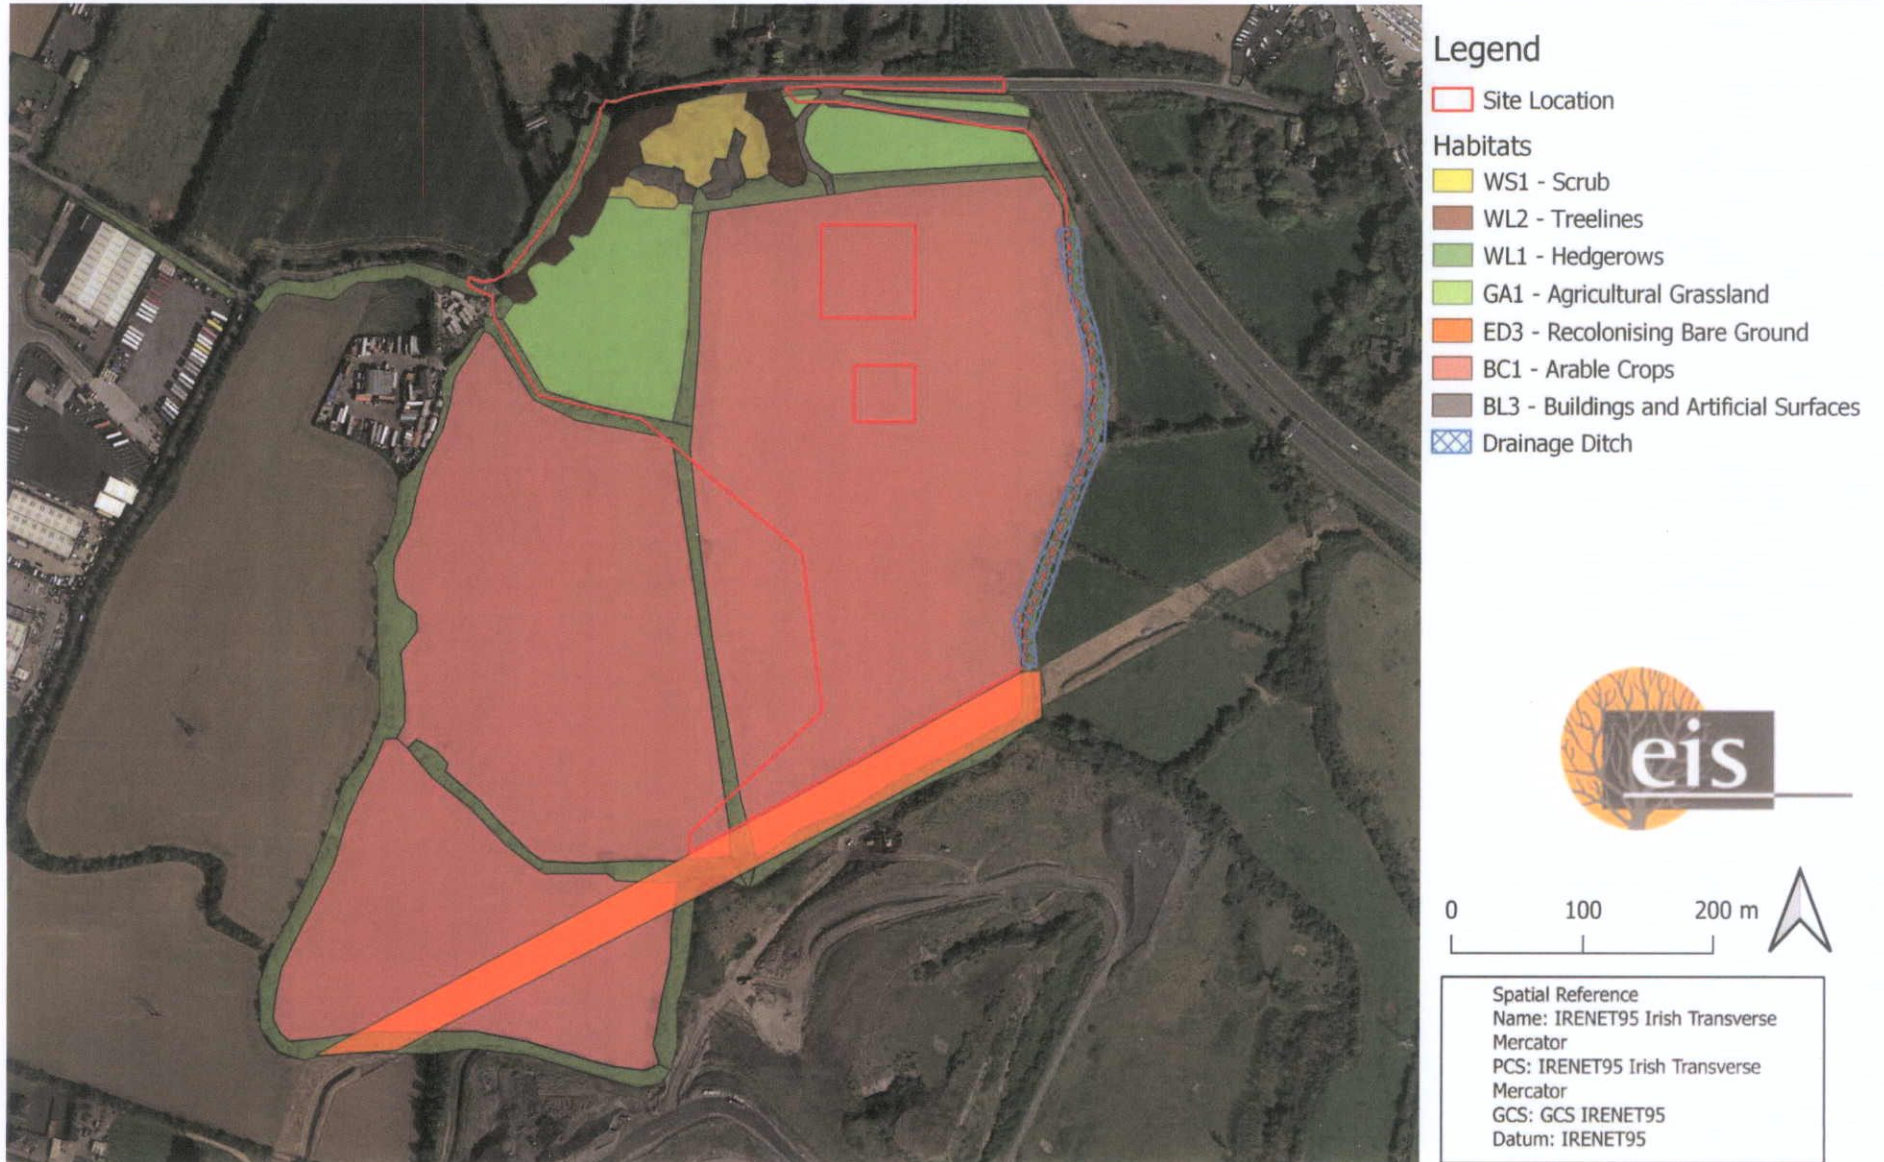 Legend
Site Location
Habitats
WS1 - Scrub
WL2 - Treelines
WL1 - Hedgerows
GA1 - Agricultural Grassland
ED3 - Recolonising Bare Ground
BC1 - Arable Crops
BL3 - Buildings and Artificial Surfaces
Drainage Ditch
eis
0 100 200 m
Spatial Reference
Name: IRENET95 Irish Transverse
Mercator
PCS: IRENET95 Irish Transverse
Mercator
GCS: GCS IRENET95
Datum: IRENET95